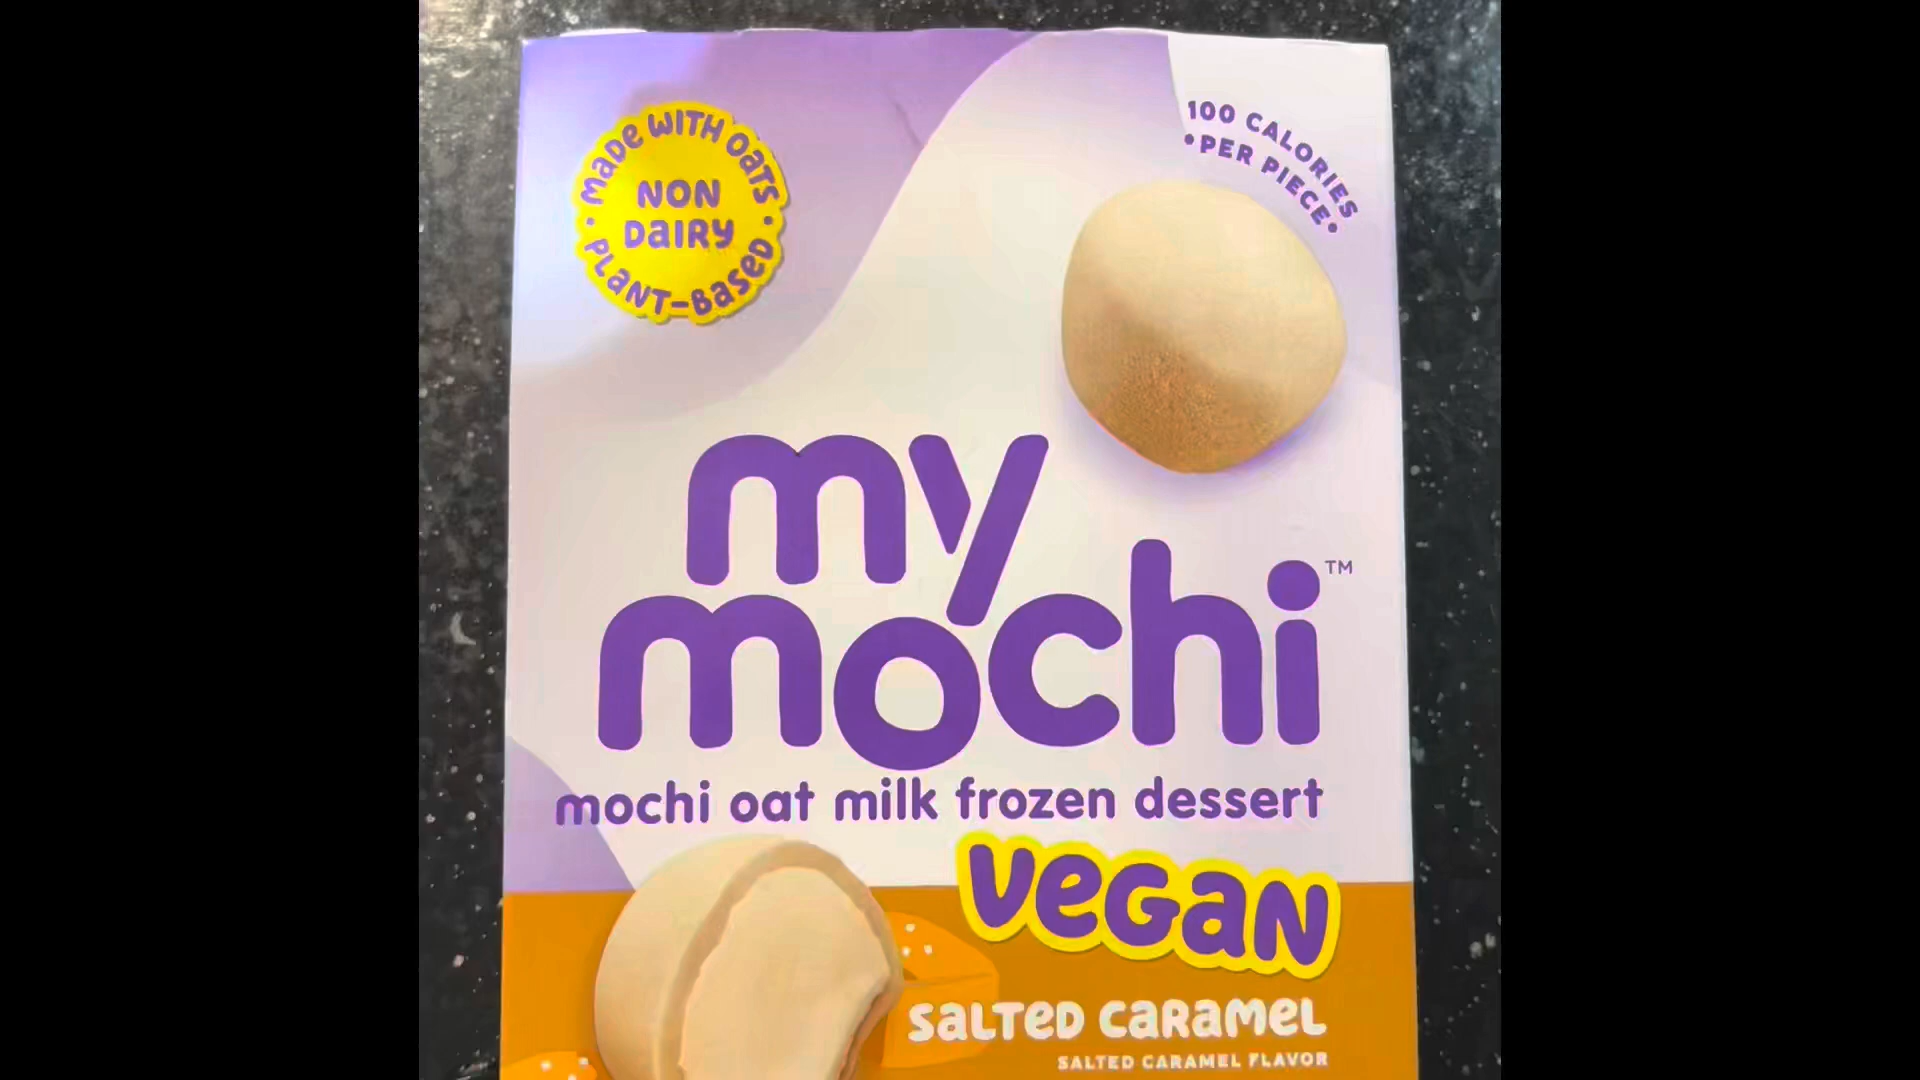 MADE WITH OATS
NON
DAIRY
PLANT-BASED
100 CALORIES
•PER PIECE•
my
mochi™
mochi oat milk frozen dessert
VEGAN
SALTED CARAMEL
SALTED CARAMEL FLAVOR